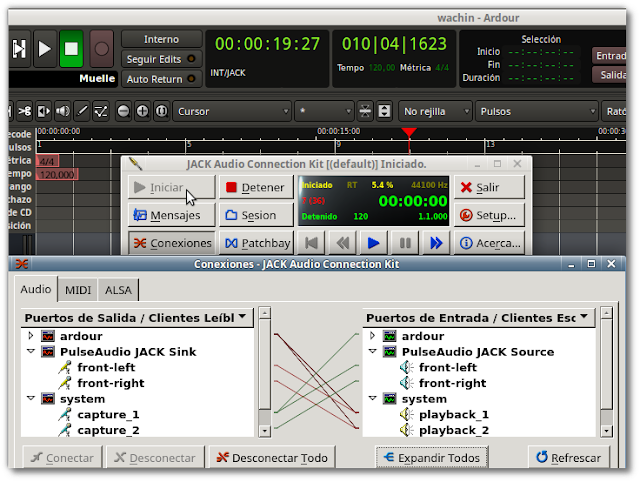 wachin - Ardour
Interno
Seguir Edits
Auto Return
Muelle
00:00:19:27
INT/JACK
010|04|1623
Tempo 120,00 Métrica 4/4
Selección
Inicio --:--:--:--
Fin --:--:--:--
Duración --:--:--:--
Entrad
Salida
Cursor
No rejilla
Pulsos
Rató
ecode
ulsos
étrica
empo
ango
chazo
de CD
sición
00:00:00:00
00:00:15:00
00:00:30
1
5
9
13
4/4
120,000
JACK Audio Connection Kit [(default)] Iniciado.
Iniciar
Detener
Iniciado RT 5.4 % 44100 Hz
(36) 00:00:00
Detenido 120 1.1.000
Salir
Mensajes
Sesion
Setup...
Conexiones
Patchbay
Acerca...
Conexiones - JACK Audio Connection Kit
Audio
MIDI
ALSA
Puertos de Salida / Clientes Leíbl
ardour
PulseAudio JACK Sink
front-left
front-right
system
capture_1
capture_2
Puertos de Entrada / Clientes Esc
ardour
PulseAudio JACK Source
front-left
front-right
system
playback_1
playback_2
Conectar
Desconectar
Desconectar Todo
Expandir Todos
Refrescar